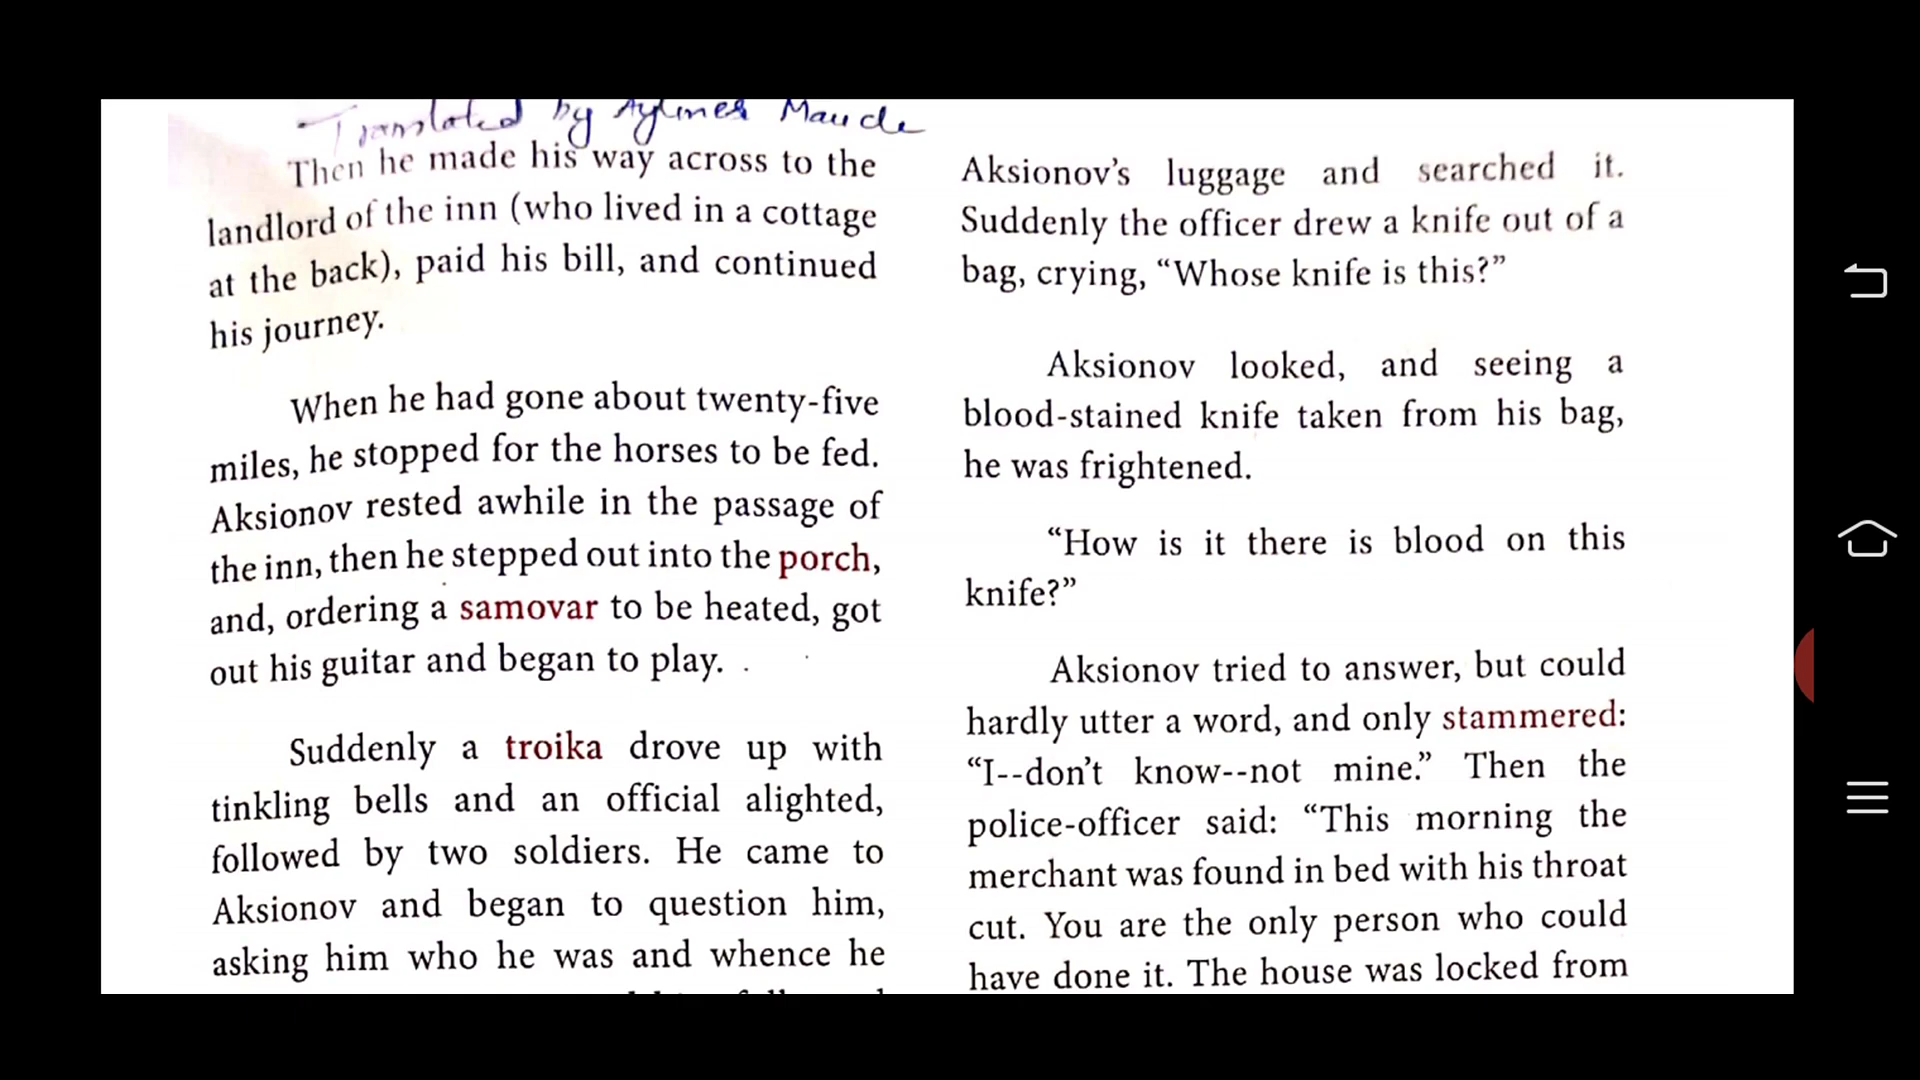 Translated by Aylmer Maude
Then he made his way across to the
landlord of the inn (who lived in a cottage
at the back), paid his bill, and continued
his journey.
When he had gone about twenty-five
miles, he stopped for the horses to be fed.
Aksionov rested awhile in the passage of
the inn, then he stepped out into the porch,
and, ordering a samovar to be heated, got
out his guitar and began to play.
Suddenly a troika drove up with
tinkling bells and an official alighted,
followed by two soldiers. He came to
Aksionov and began to question him,
asking him who he was and whence he
Aksionov's luggage and searched it.
Suddenly the officer drew a knife out of a
bag, crying, “Whose knife is this?”
Aksionov looked, and seeing a
blood-stained knife taken from his bag,
he was frightened.
“How is it there is blood on this
knife?”
Aksionov tried to answer, but could
hardly utter a word, and only stammered:
“I--don't know--not mine.” Then the
police-officer said: “This morning the
merchant was found in bed with his throat
cut. You are the only person who could
have done it. The house was locked from